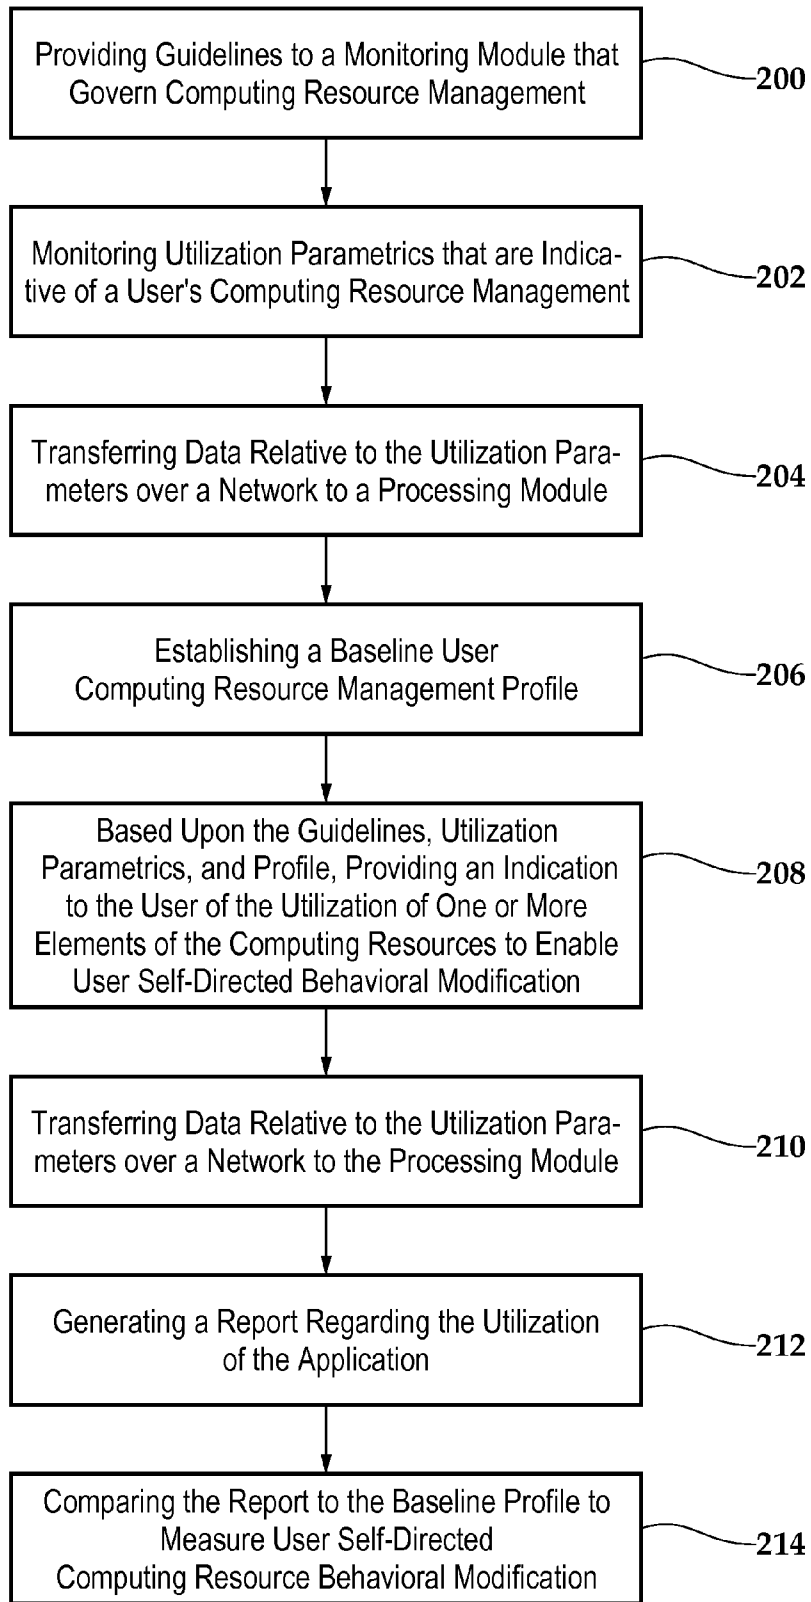 Providing Guidelines to a Monitoring Module that
Govern Computing Resource Management
200
Monitoring Utilization Parametrics that are Indica-
tive of a User's Computing Resource Management
202
Transferring Data Relative to the Utilization Para-
meters over a Network to a Processing Module
204
Establishing a Baseline User
Computing Resource Management Profile
206
Based Upon the Guidelines, Utilization
Parametrics, and Profile, Providing an Indication
to the User of the Utilization of One or More
Elements of the Computing Resources to Enable
User Self-Directed Behavioral Modification
208
Transferring Data Relative to the Utilization Para-
meters over a Network to the Processing Module
210
Generating a Report Regarding the Utilization
of the Application
212
Comparing the Report to the Baseline Profile to
Measure User Self-Directed
Computing Resource Behavioral Modification
214